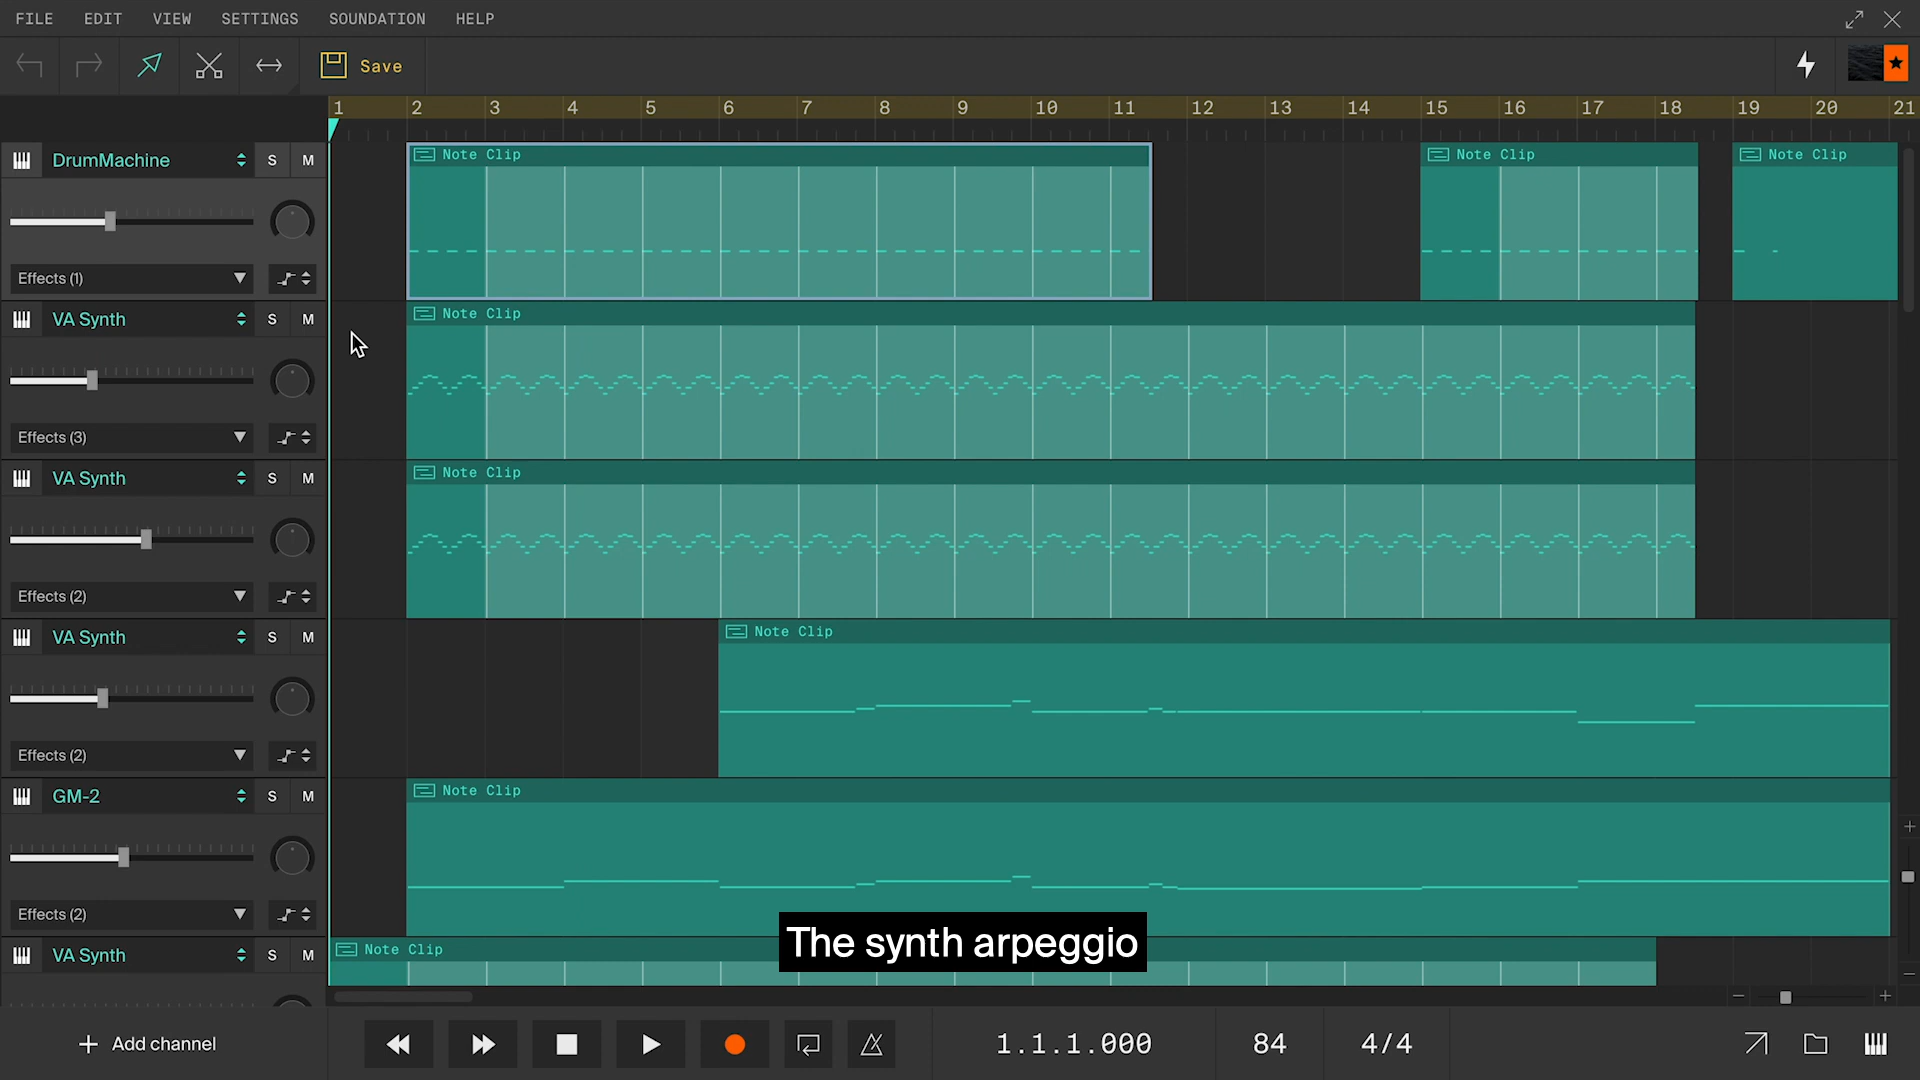 FILE EDIT VIEW SETTINGS SOUNDATION HELP
Save
1 2 3 4 5 6 7 8 9 10 11 12 13 14 15 16 17 18 19 20 21
DrumMachine S M
Note Clip Note Clip Note Clip
Effects (1)
VA Synth S M
Note Clip
Effects (3)
VA Synth S M
Note Clip
Effects (2)
VA Synth S M
Note Clip
Effects (2)
GM-2 S M
Note Clip
Effects (2)
The synth arpeggio
VA Synth S M
Note Clip
+ Add channel
1.1.1.000 84 4/4